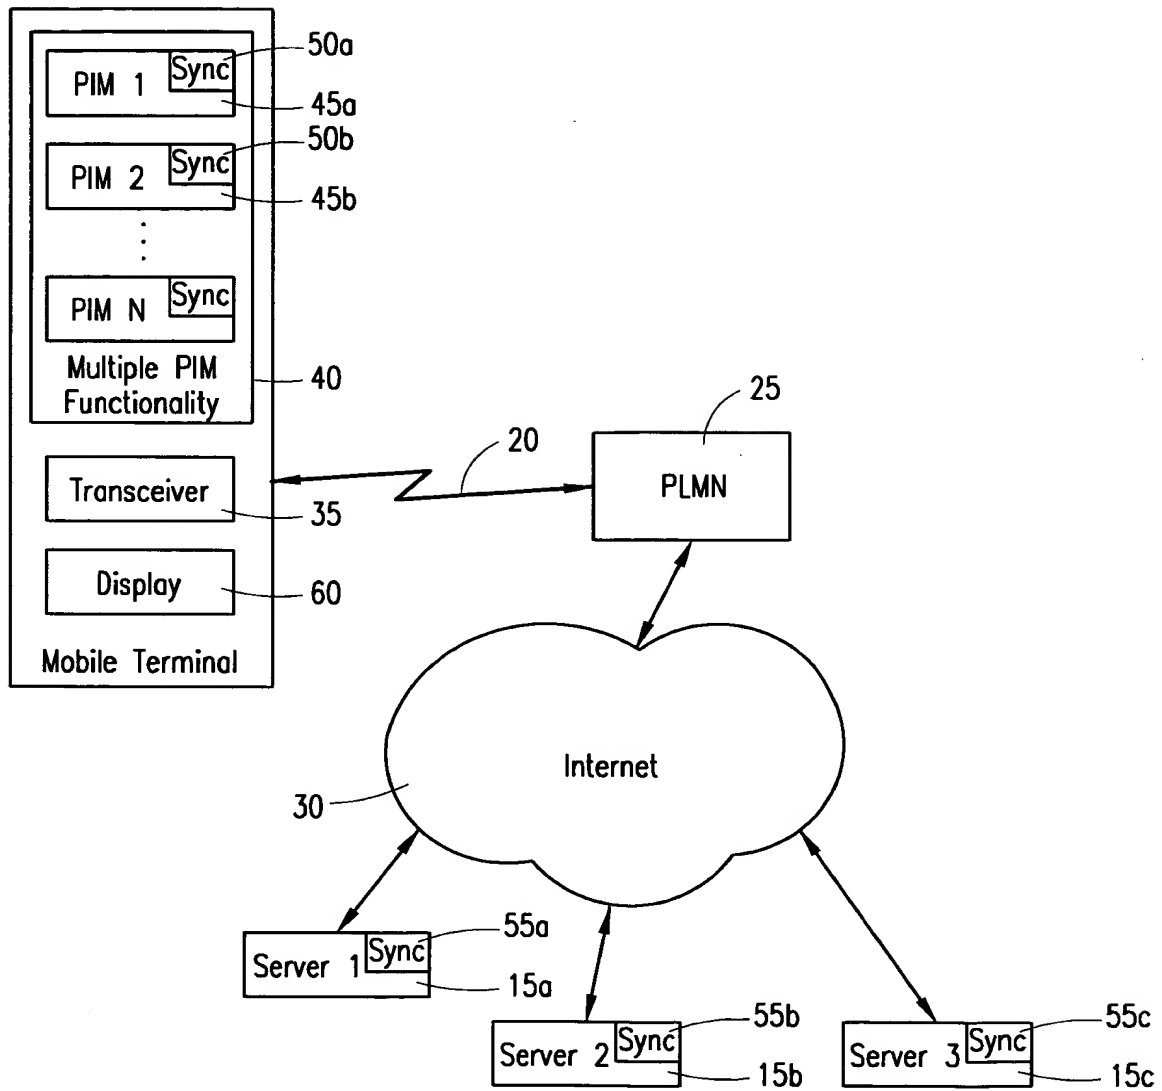 50a
Sync
PIM 1
45a
50b
Sync
PIM 2
45b
Sync
PIM N
Multiple PIM
Functionality
40
Transceiver
35
Display
60
Mobile Terminal
20
25
PLMN
Internet
30
55a
Sync
Server 1
15a
55b
Sync
Server 2
15b
55c
Sync
Server 3
15c